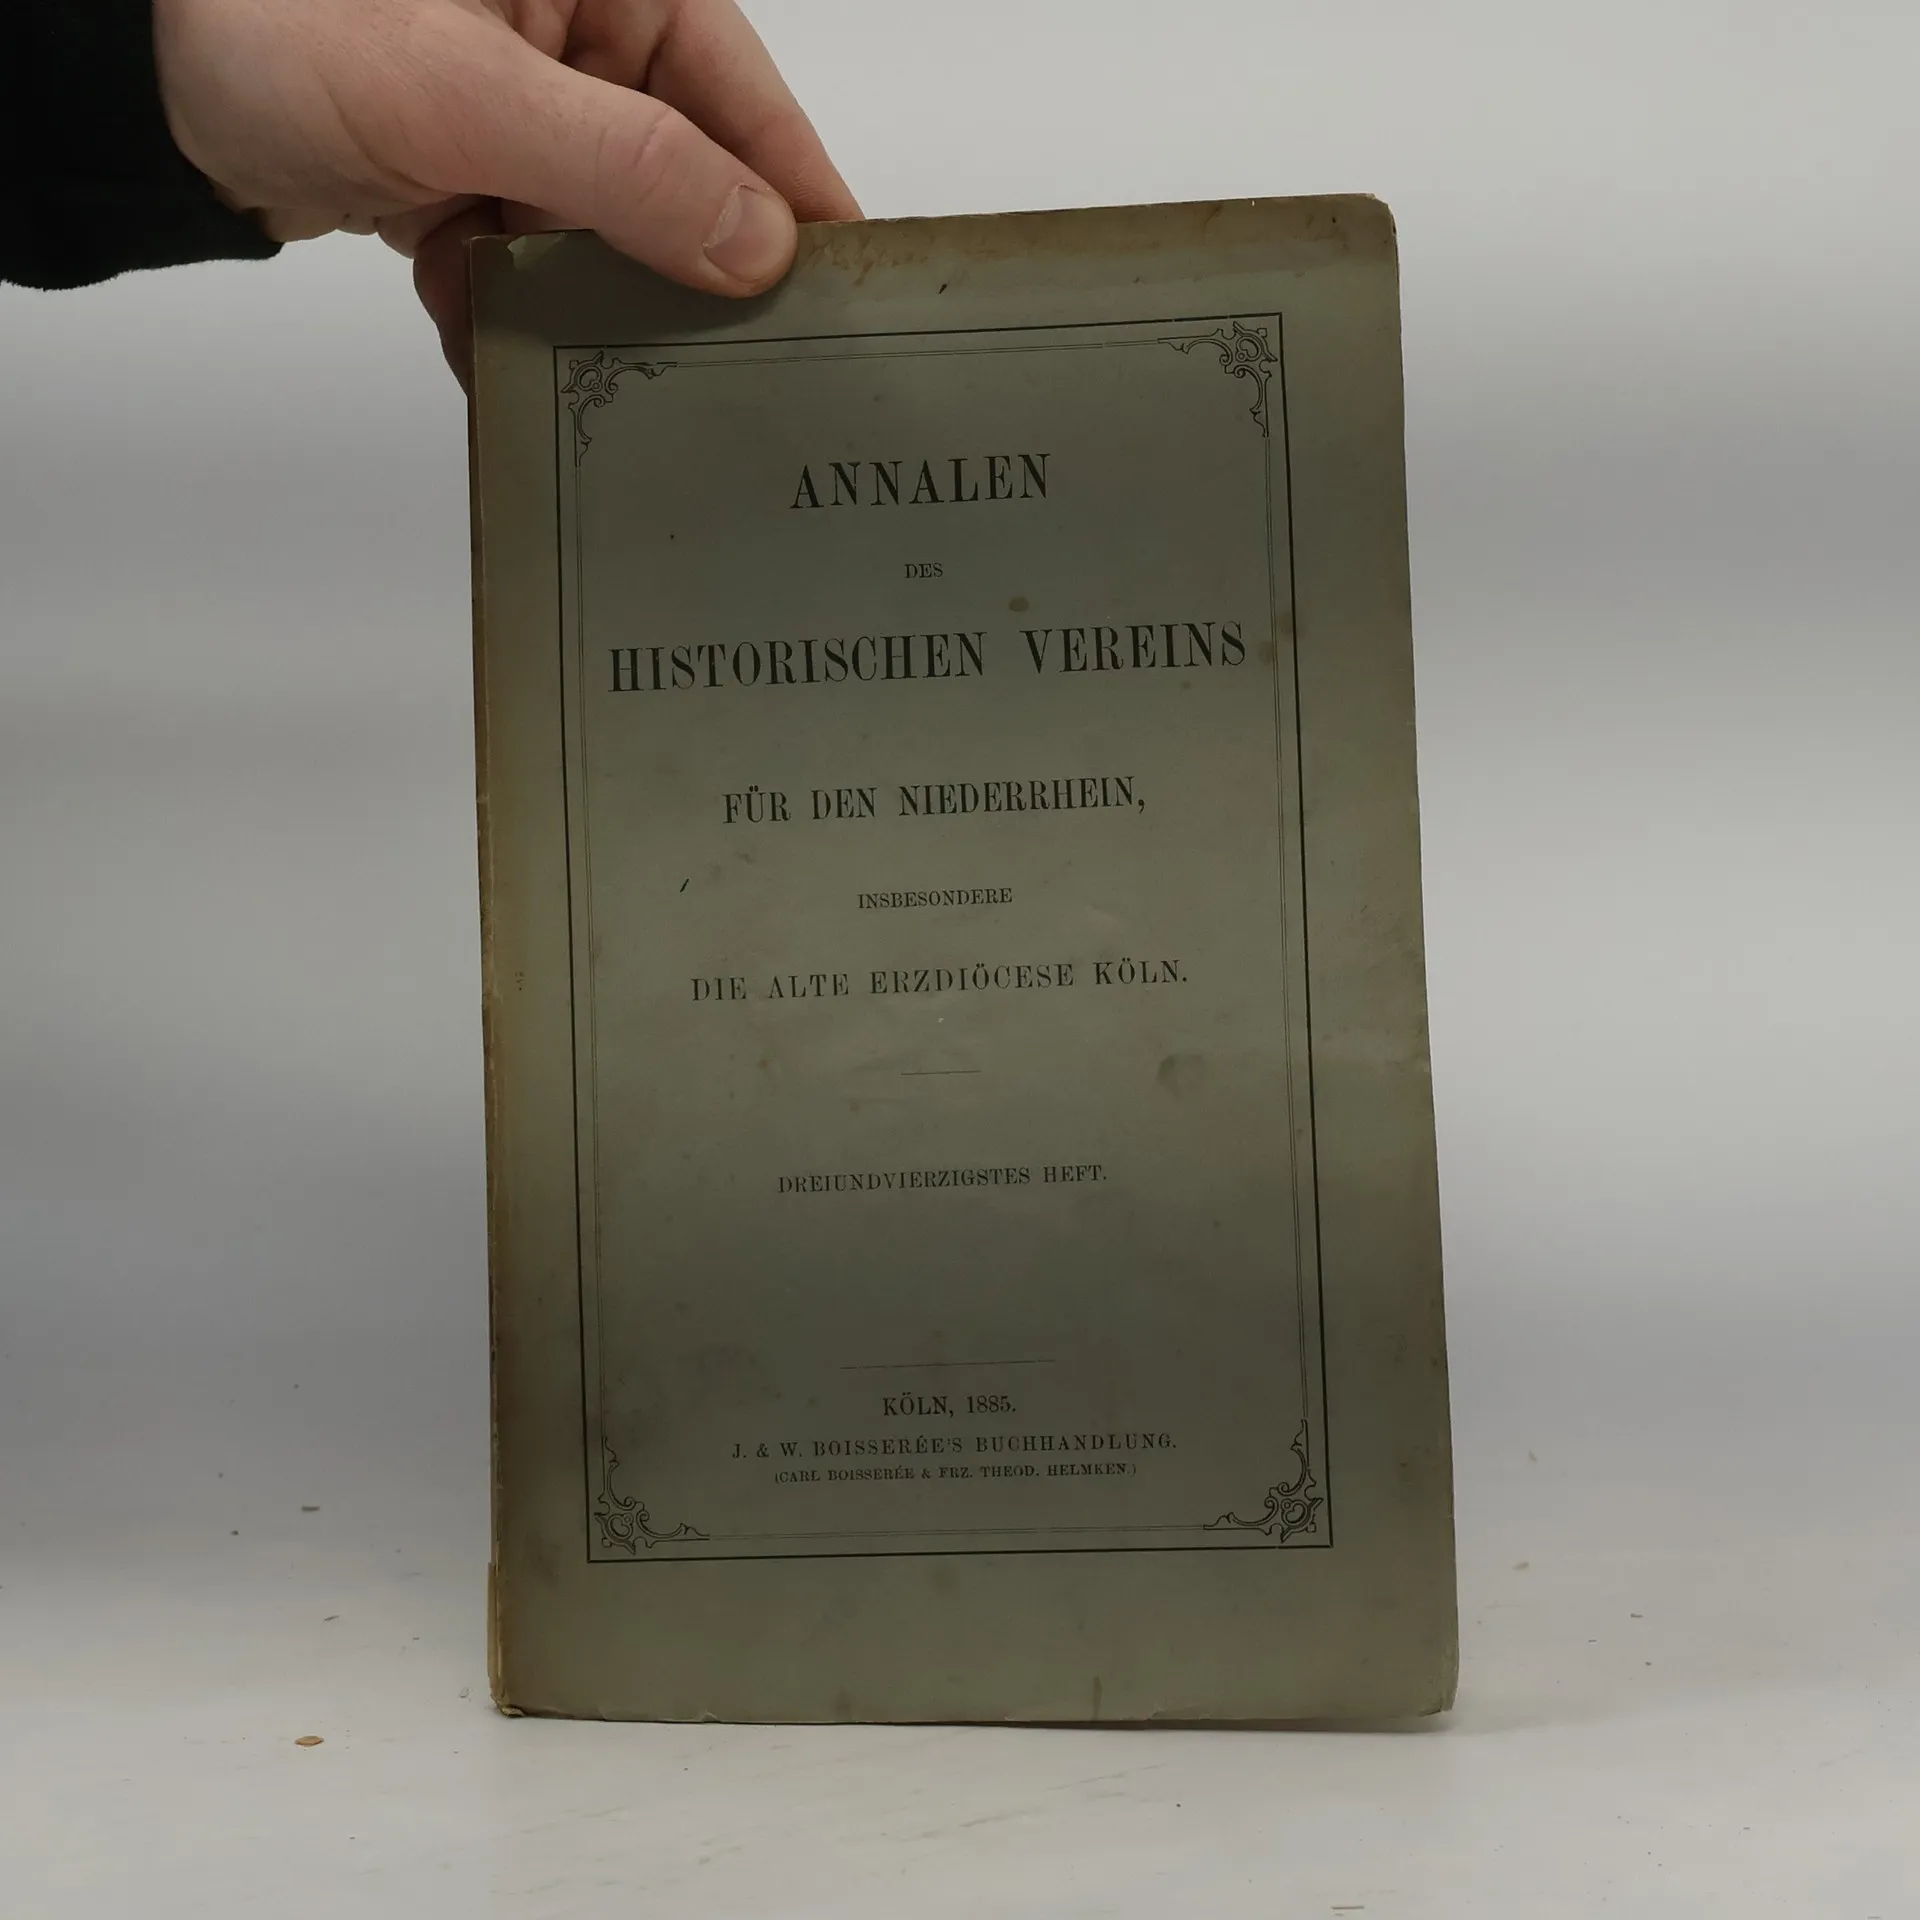 ANNALEN
DES
HISTORISCHEN VEREINS
FÜR DEN NIEDERRHEIN,
INSBESONDERE
DIE ALTE ERZDIÖCESE KÖLN.
DREIUNDVIERZIGSTES HEFT.
KÖLN, 1885.
J. & W. BOISSERÉE'S BUCHHANDLUNG.
(CARL BOISSERÉE & FRZ. THEOD. HELMKEN.)